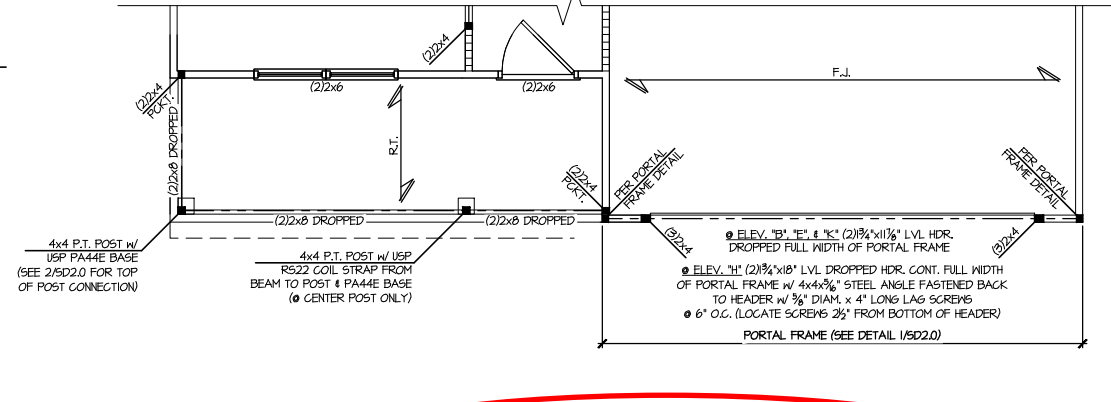 (2)2x4
F.J.
(2)2x4
PCKT.
(2)2x6
(2)2x6
(2)2x8 DROPPED
R.T.
(2)2x4
PCKT.
PER PORTAL
FRAME DETAIL
PER PORTAL
FRAME DETAIL
(2)2x8 DROPPED
(2)2x8 DROPPED
(3)2x4
(3)2x4
4x4 P.T. POST W/
USP PA44E BASE
(SEE 2/SD2.0 FOR TOP
OF POST CONNECTION)
4x4 P.T. POST W/ USP
RS22 COIL STRAP FROM
BEAM TO POST & PA44E BASE
(@ CENTER POST ONLY)
@ ELEV. "B", "E", & "K" (2)1¾"x11⅞" LVL HDR.
DROPPED FULL WIDTH OF PORTAL FRAME
@ ELEV. "H" (2)1¾"x18" LVL DROPPED HDR. CONT. FULL WIDTH
OF PORTAL FRAME W/ 4x4x5/16" STEEL ANGLE FASTENED BACK
TO HEADER W/ ⅝" DIAM. x 4" LONG LAG SCREWS
@ 6" O.C. (LOCATE SCREWS 2½" FROM BOTTOM OF HEADER)
PORTAL FRAME (SEE DETAIL 1/SD2.0)